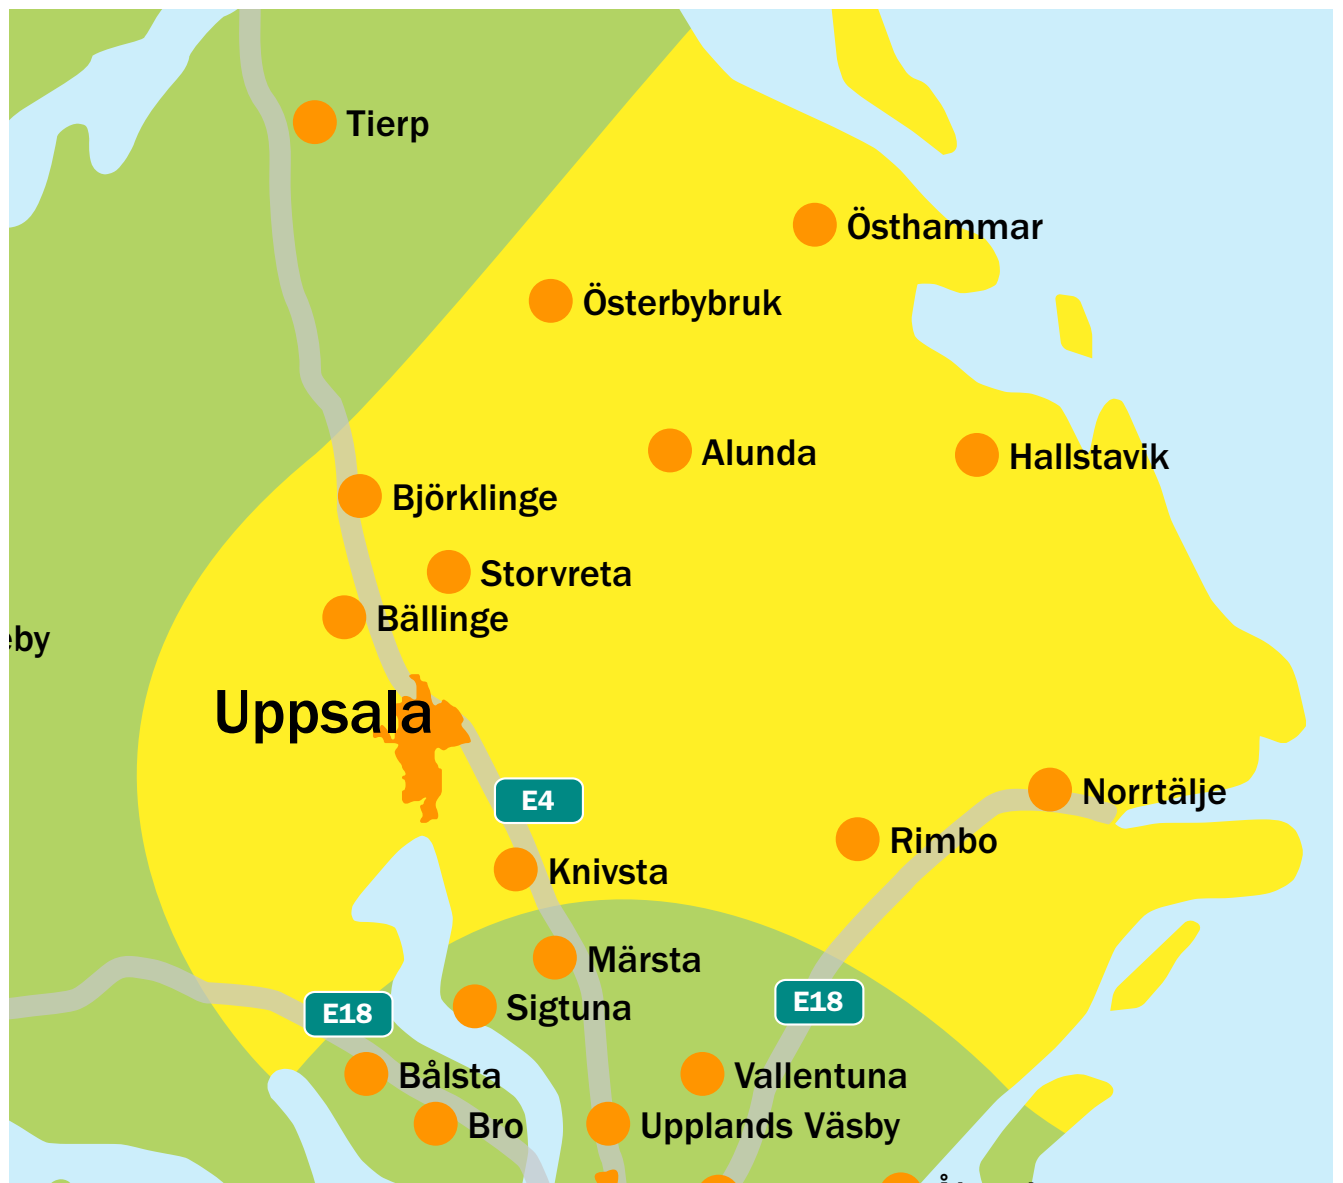 Tierp
Östhammar
Österbybruk
Alunda
Hallstavik
Björklinge
Storvreta
Bällinge
Uppsala
E4
Norrtälje
Rimbo
Knivsta
Märsta
E18
Sigtuna
E18
Bålsta
Vallentuna
Bro
Upplands Väsby